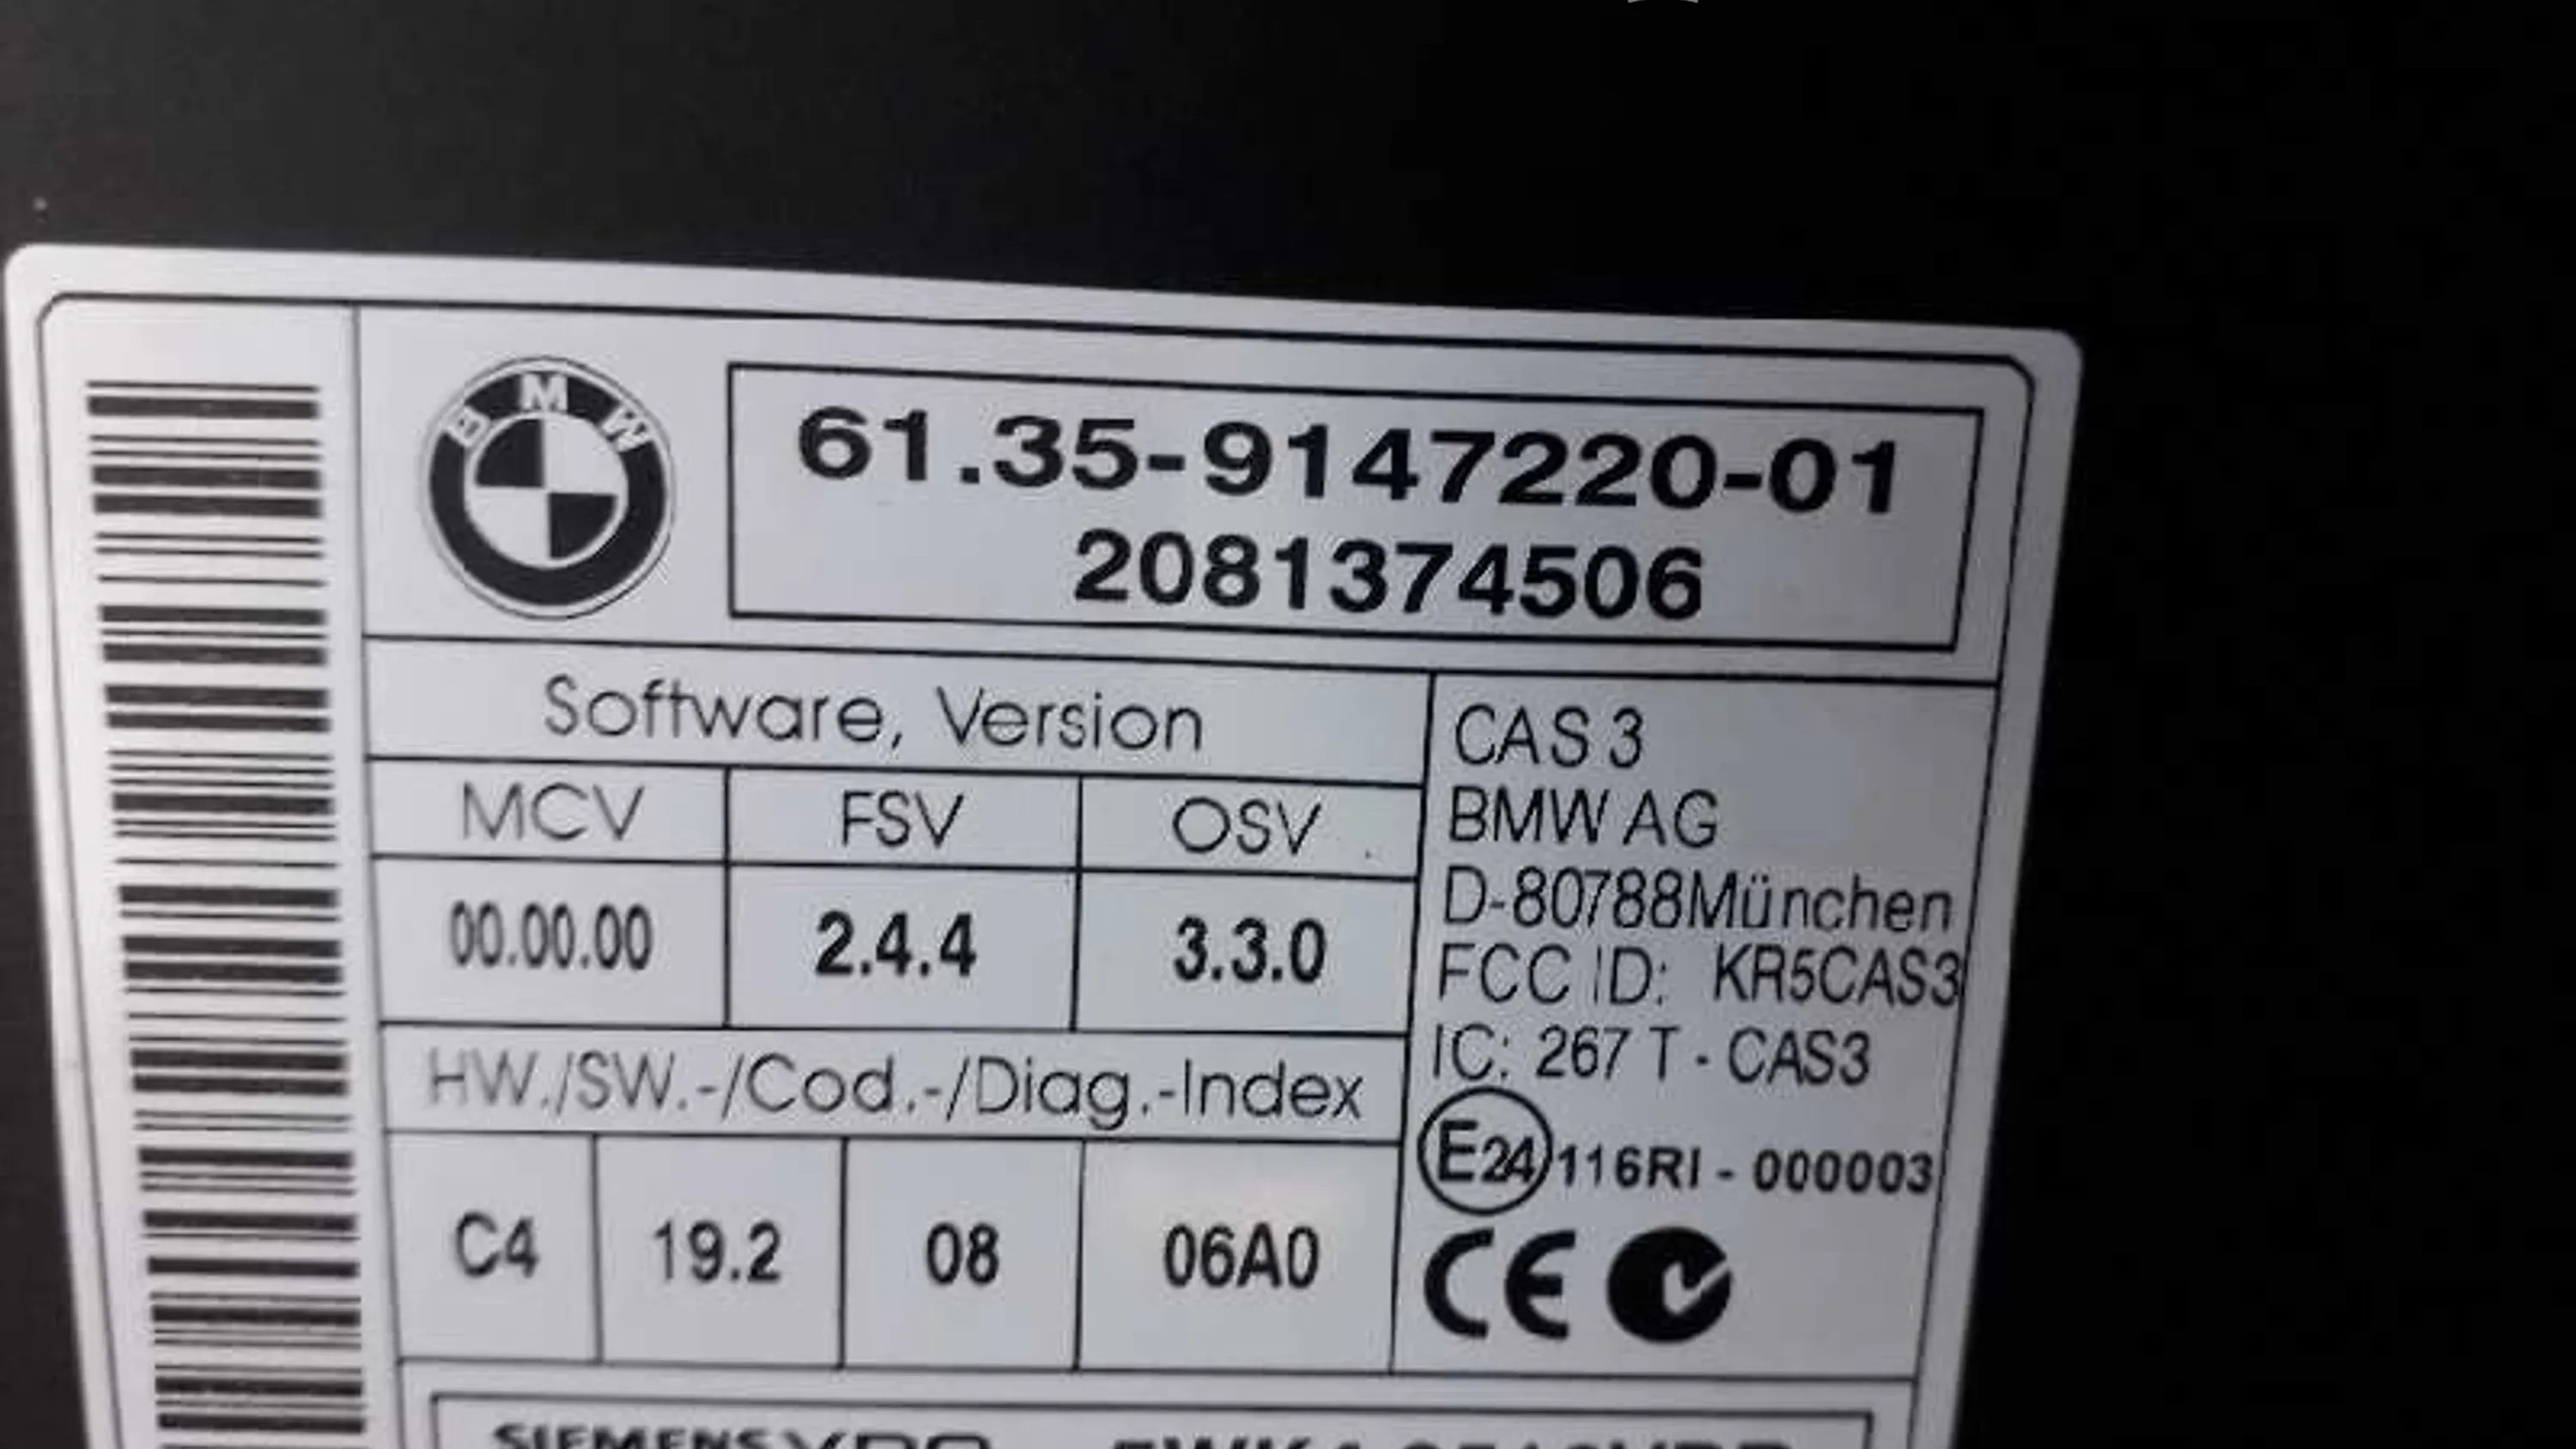 BMW
61.35-9147220-01
2081374506
Software, Version
MCV FSV OSV
00.00.00 2.4.4 3.3.0
HW./SW.-/Cod.-/Diag.-Index
C4 19.2 08 06A0
CAS 3
BMW AG
D-80788München
FCC ID: KR5CAS3
IC: 267 T - CAS3
E24 116RI - 000003
CE
SIEMENS VDO